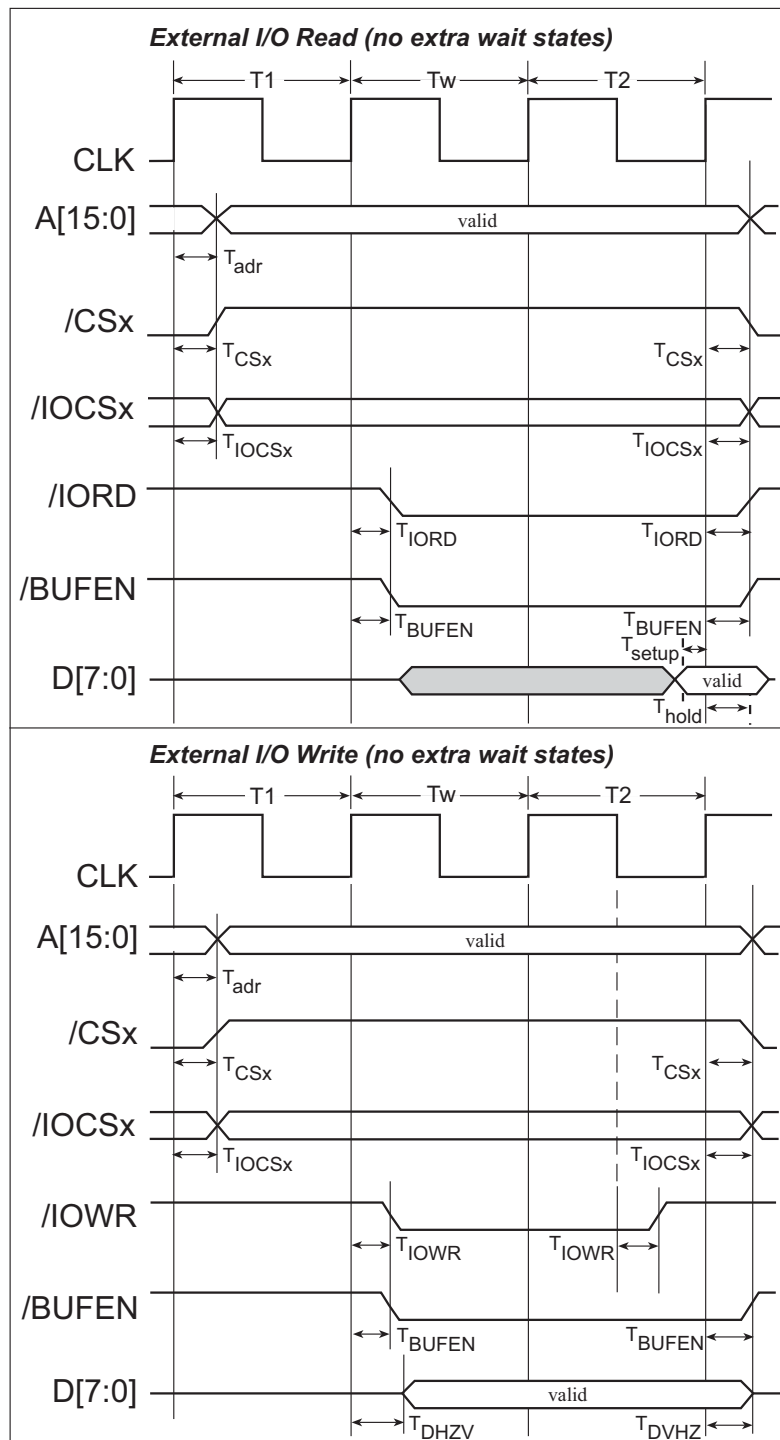 External I/O Read (no extra wait states)
T1 Tw T2
CLK
A[15:0] valid
Tadr
/CSx
TCSx TCSx
/IOCSx
TIOCSx TIOCSx
/IORD
TIORD TIORD
/BUFEN
TBUFEN TBUFEN
Tsetup
D[7:0] valid
Thold
External I/O Write (no extra wait states)
T1 Tw T2
CLK
A[15:0] valid
Tadr
/CSx
TCSx TCSx
/IOCSx
TIOCSx TIOCSx
/IOWR
TIOWR TIOWR
/BUFEN
TBUFEN TBUFEN
D[7:0] valid
TDHZV TDVHZ